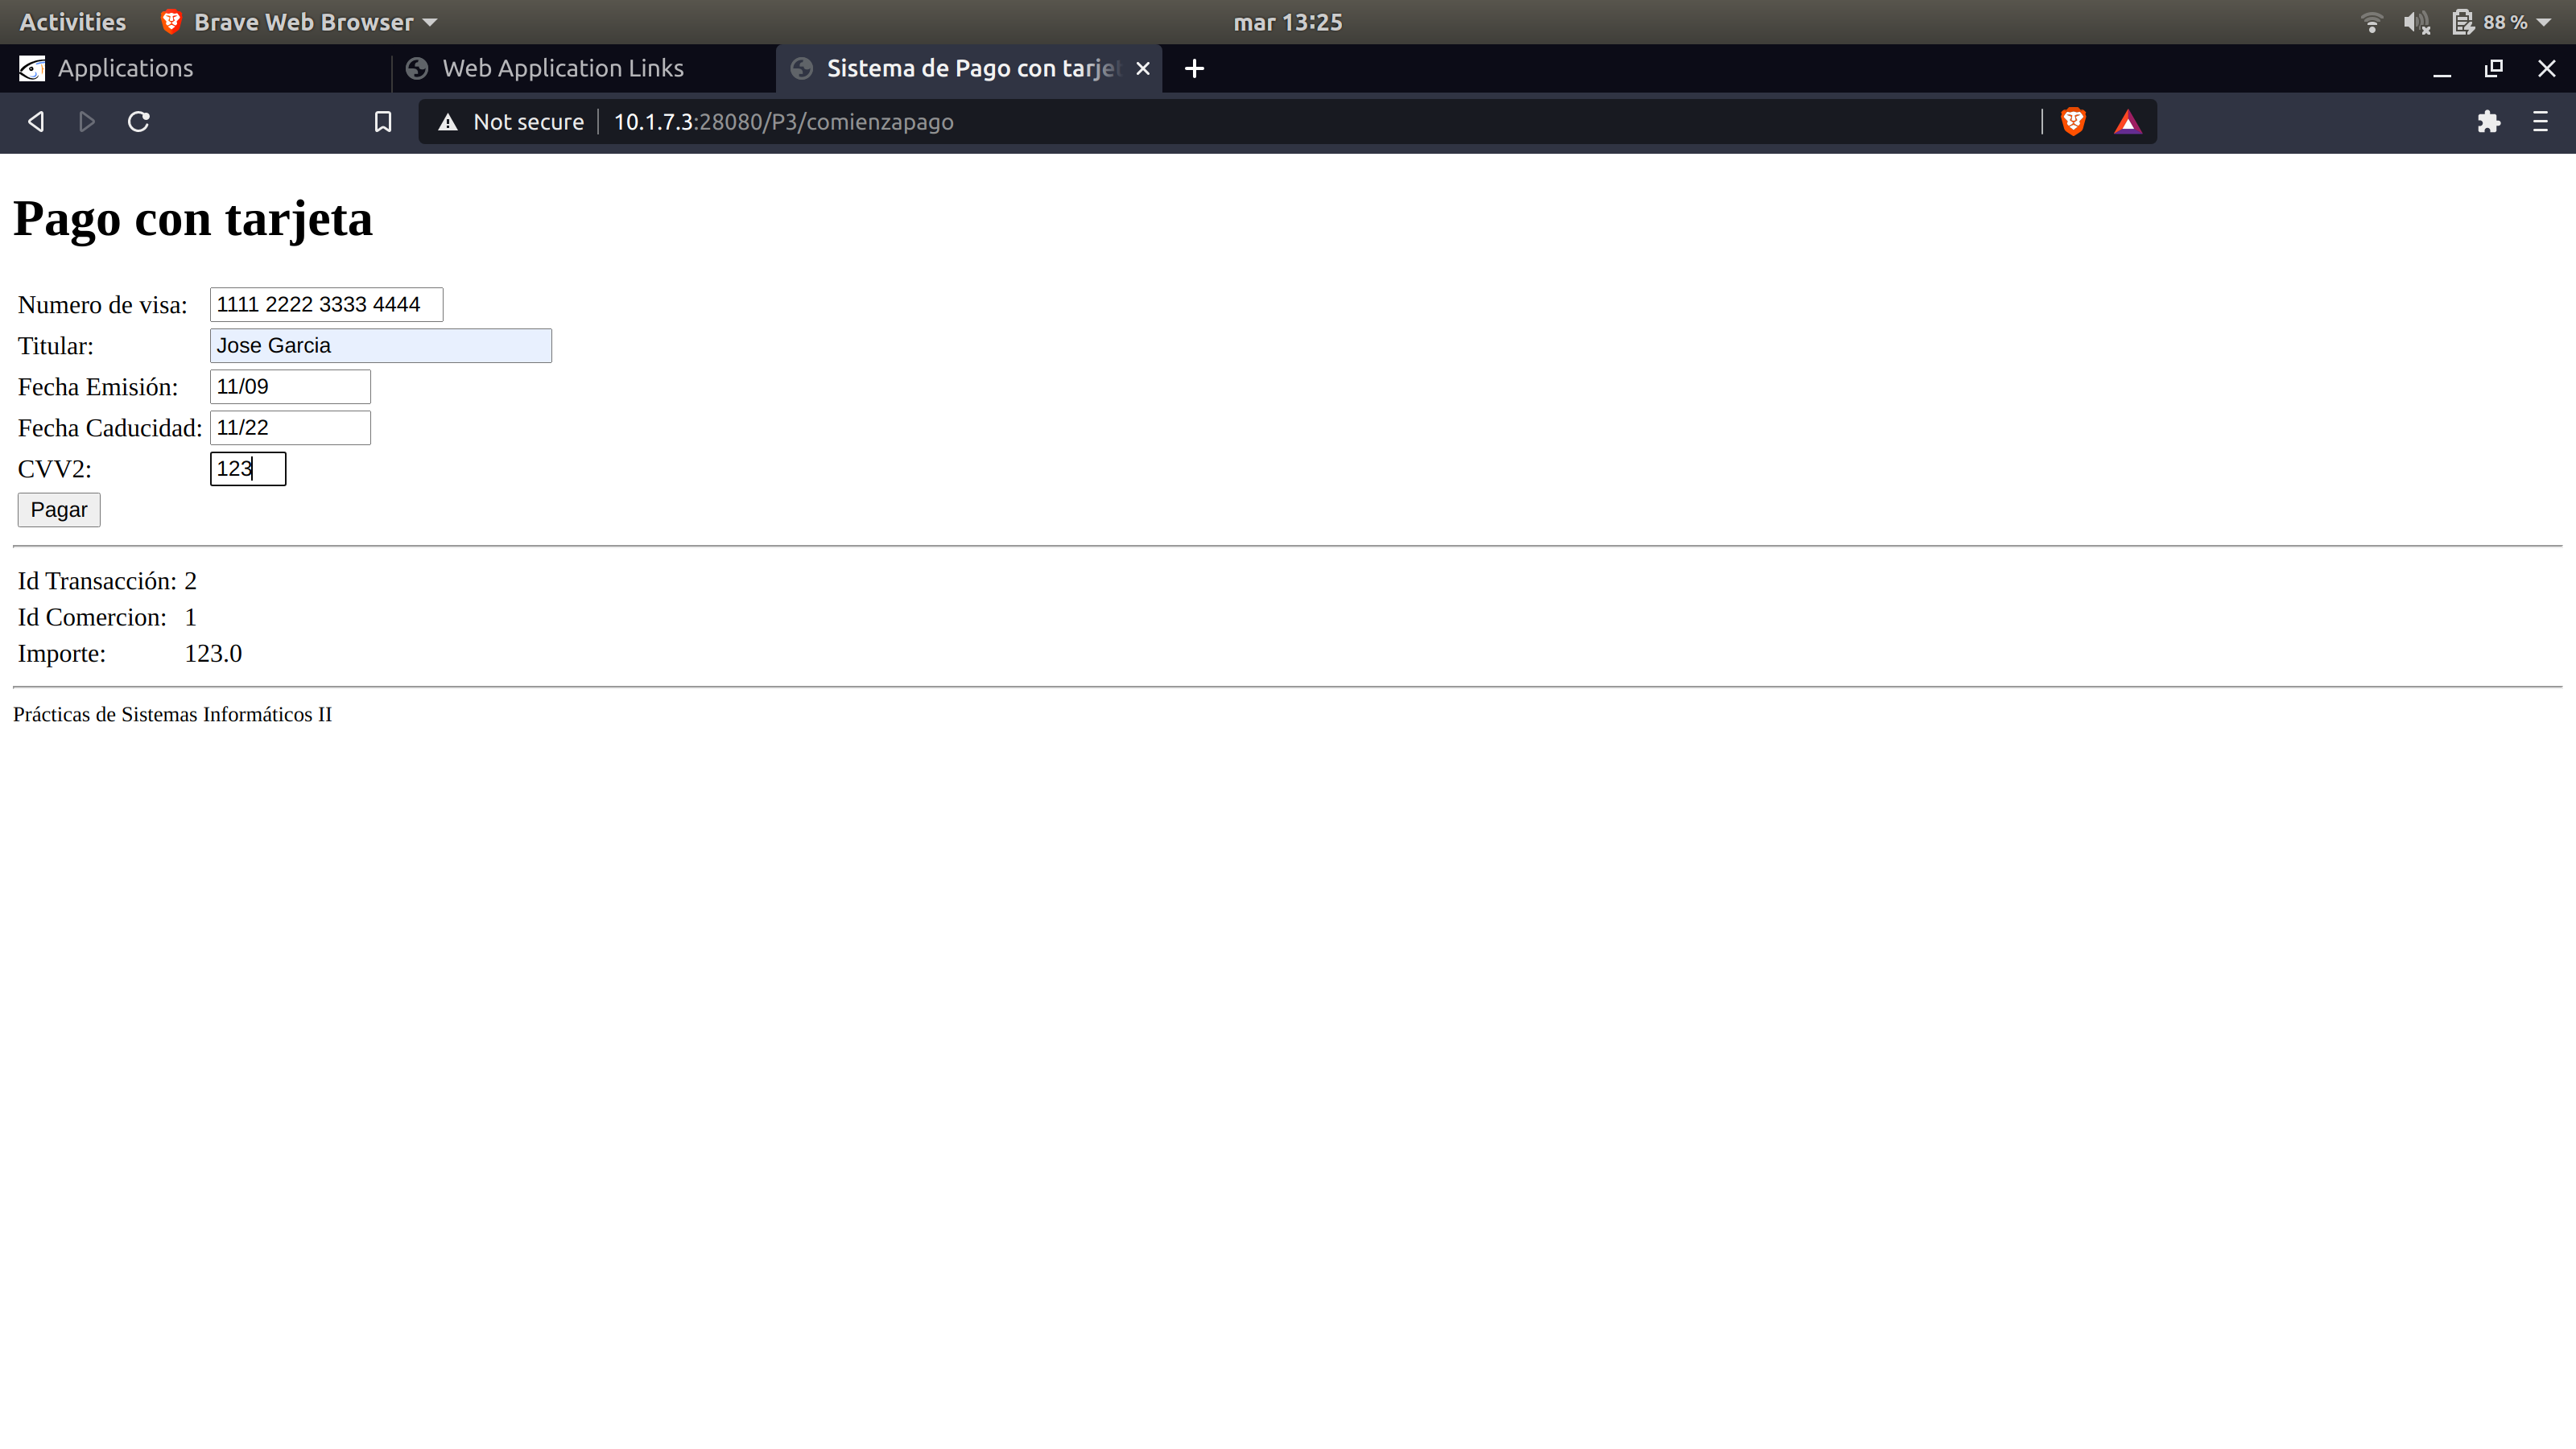 Activities Brave Web Browser mar 13:25 88 %
Applications Web Application Links Sistema de Pago con tarjet
Not secure 10.1.7.3:28080/P3/comienzapago
Pago con tarjeta
Numero de visa: 1111 2222 3333 4444
Titular: Jose Garcia
Fecha Emisión: 11/09
Fecha Caducidad: 11/22
CVV2: 123
Pagar
Id Transacción: 2
Id Comercion: 1
Importe: 123.0
Prácticas de Sistemas Informáticos II